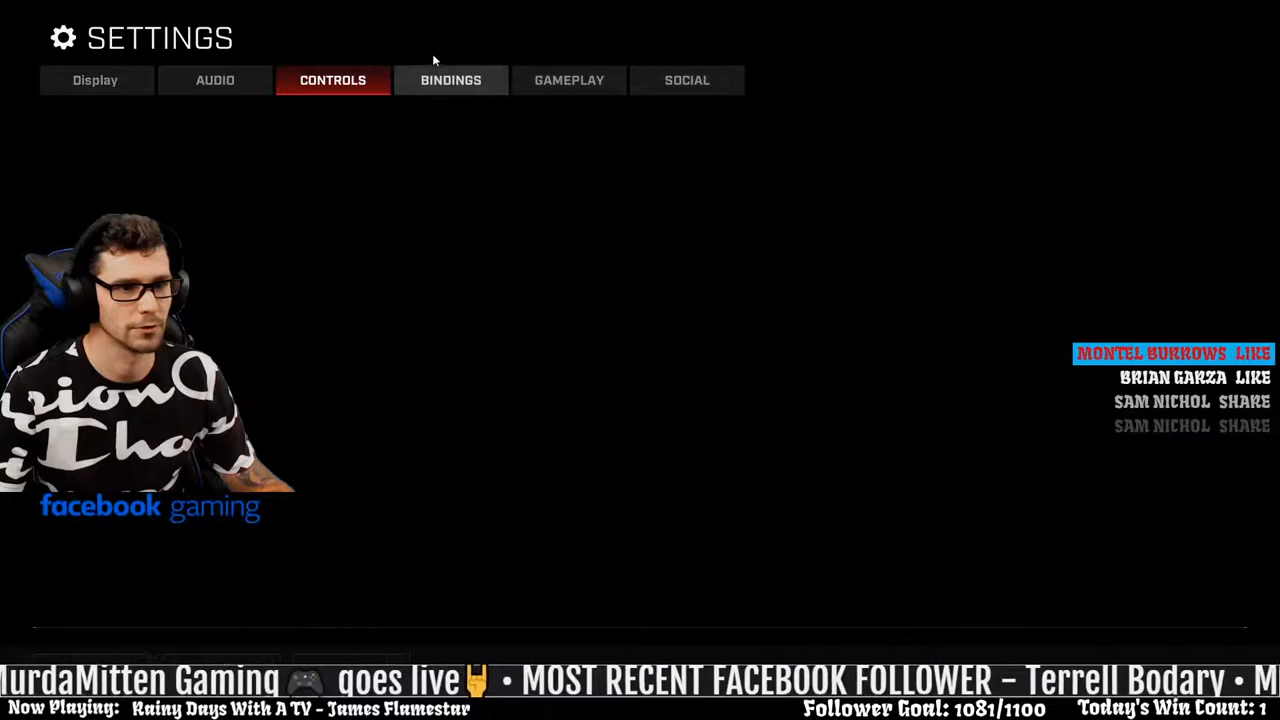 SETTINGS
Display AUDIO CONTROLS BINDINGS GAMEPLAY SOCIAL
MONTEL BURROWS LIKE
BRIAN GARZA LIKE
SAM NICHOL SHARE
SAM NICHOL SHARE
facebook gaming
MurdaMitten Gaming 🎮 goes live🤘 • MOST RECENT FACEBOOK FOLLOWER - Terrell Bodary • M
Now Playing: Rainy Days With A TV - James Flamestar
Follower Goal: 1081/1100 Today's Win Count: 1